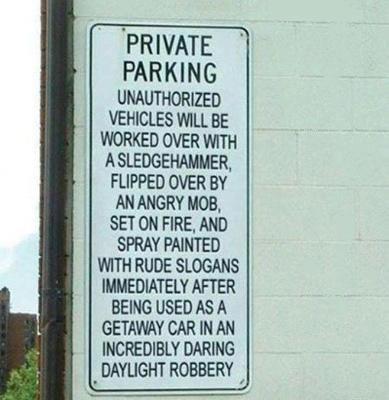 PRIVATE
PARKING
UNAUTHORIZED
VEHICLES WILL BE
WORKED OVER WITH
A SLEDGEHAMMER,
FLIPPED OVER BY
AN ANGRY MOB,
SET ON FIRE, AND
SPRAY PAINTED
WITH RUDE SLOGANS
IMMEDIATELY AFTER
BEING USED AS A
GETAWAY CAR IN AN
INCREDIBLY DARING
DAYLIGHT ROBBERY